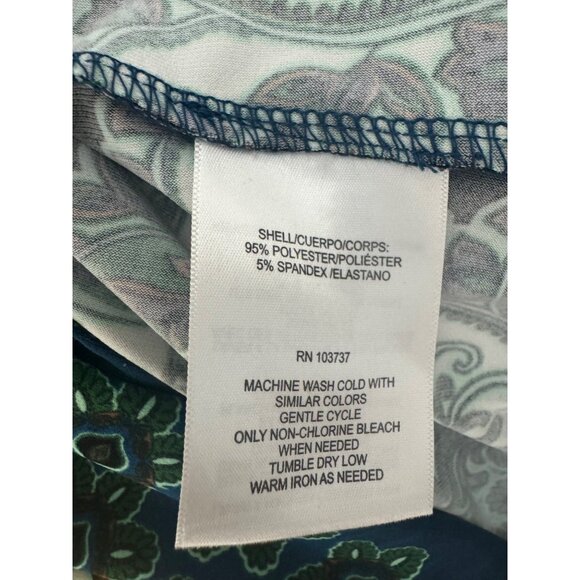 SHELL/CUERPO/CORPS:
95% POLYESTER/POLIÉSTER
5% SPANDEX /ELASTANO
RN 103737
MACHINE WASH COLD WITH
SIMILAR COLORS
GENTLE CYCLE
ONLY NON-CHLORINE BLEACH
WHEN NEEDED
TUMBLE DRY LOW
WARM IRON AS NEEDED